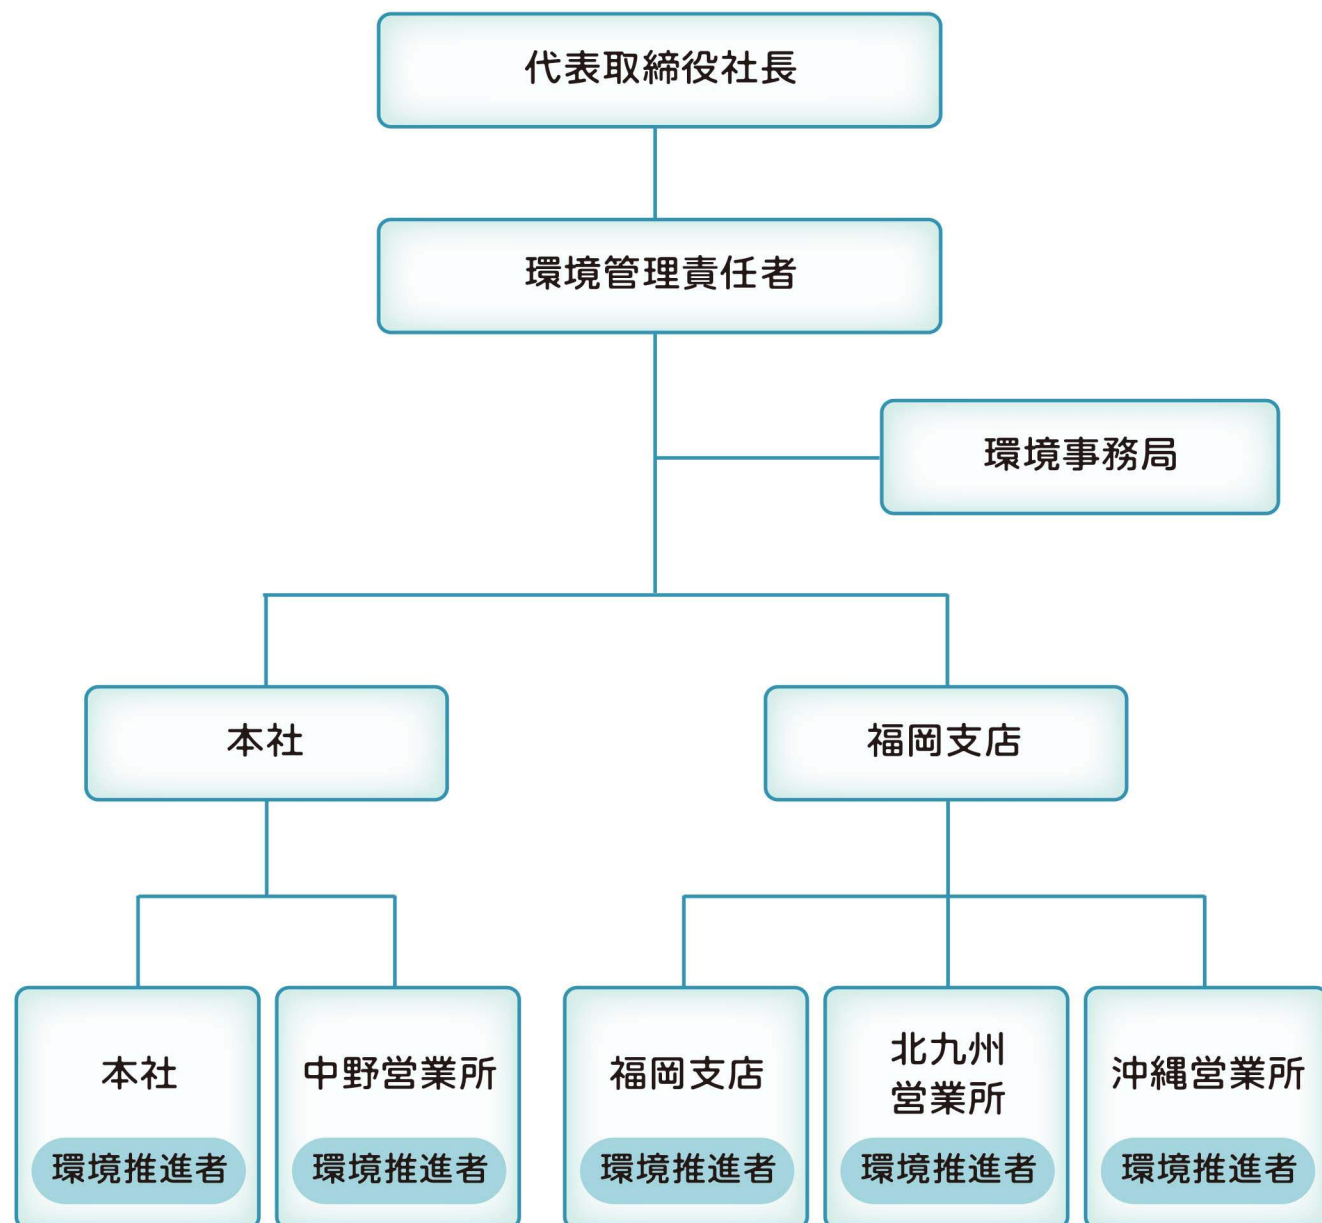 代表取締役社長
環境管理責任者
環境事務局
本社
福岡支店
本社
環境推進者
中野営業所
環境推進者
福岡支店
環境推進者
北九州
営業所
環境推進者
沖縄営業所
環境推進者